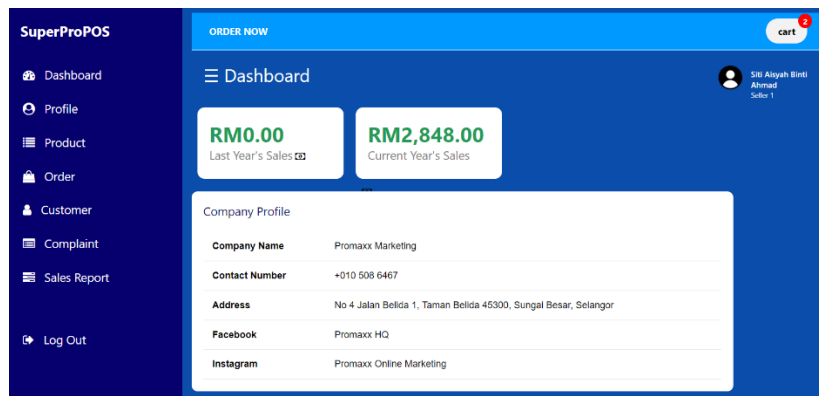 SuperProPOS
Dashboard
Profile
Product
Order
Customer
Complaint
Sales Report
Log Out
ORDER NOW
cart
2
Dashboard
Siti Aisyah Binti
Ahmad
Seller 1
RM0.00
Last Year's Sales
RM2,848.00
Current Year's Sales
Company Profile
Company Name Promaxx Marketing
Contact Number +010 508 6467
Address No 4 Jalan Belida 1, Taman Belida 45300, Sungai Besar, Selangor
Facebook Promaxx HQ
Instagram Promaxx Online Marketing